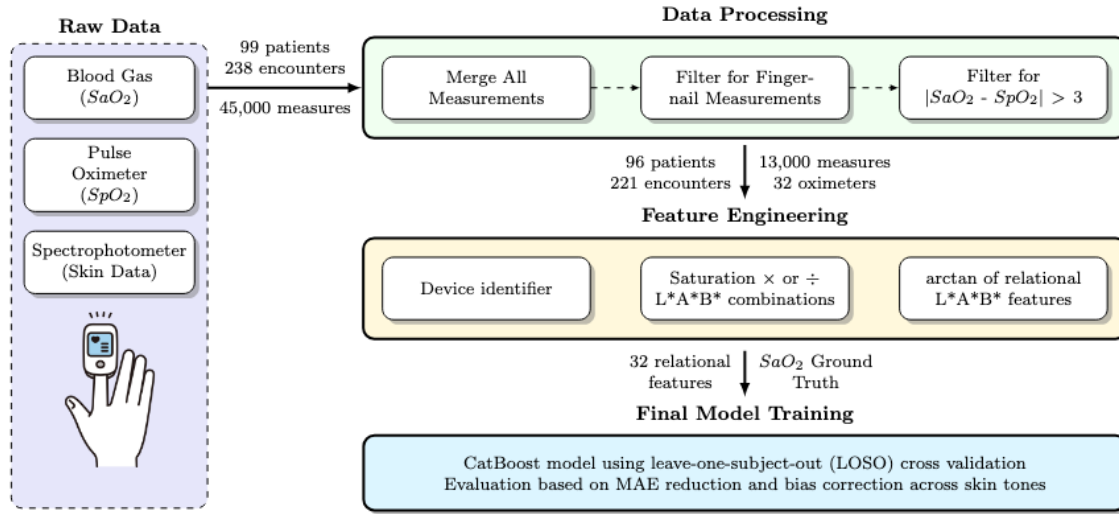 Raw Data
Blood Gas
(SaO2)
Pulse
Oximeter
(SpO2)
Spectrophotometer
(Skin Data)
99 patients
238 encounters
45,000 measures
Data Processing
Merge All
Measurements
Filter for Finger-
nail Measurements
Filter for
|SaO2 - SpO2| > 3
96 patients
221 encounters
13,000 measures
32 oximeters
Feature Engineering
Device identifier
Saturation × or ÷
L*A*B* combinations
arctan of relational
L*A*B* features
32 relational
features
SaO2 Ground
Truth
Final Model Training
CatBoost model using leave-one-subject-out (LOSO) cross validation
Evaluation based on MAE reduction and bias correction across skin tones